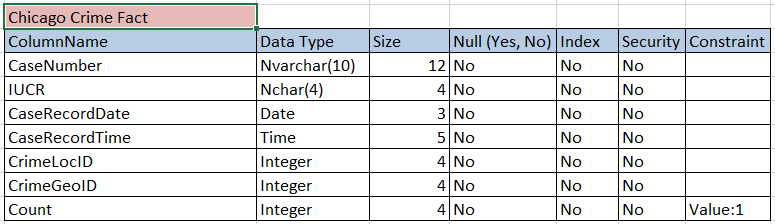 Chicago Crime Fact
ColumnName Data Type Size Null (Yes, No) Index Security Constraint
CaseNumber Nvarchar(10) 12 No No No
IUCR Nchar(4) 4 No No No
CaseRecordDate Date 3 No No No
CaseRecordTime Time 5 No No No
CrimeLocID Integer 4 No No No
CrimeGeoID Integer 4 No No No
Count Integer 4 No No No Value:1